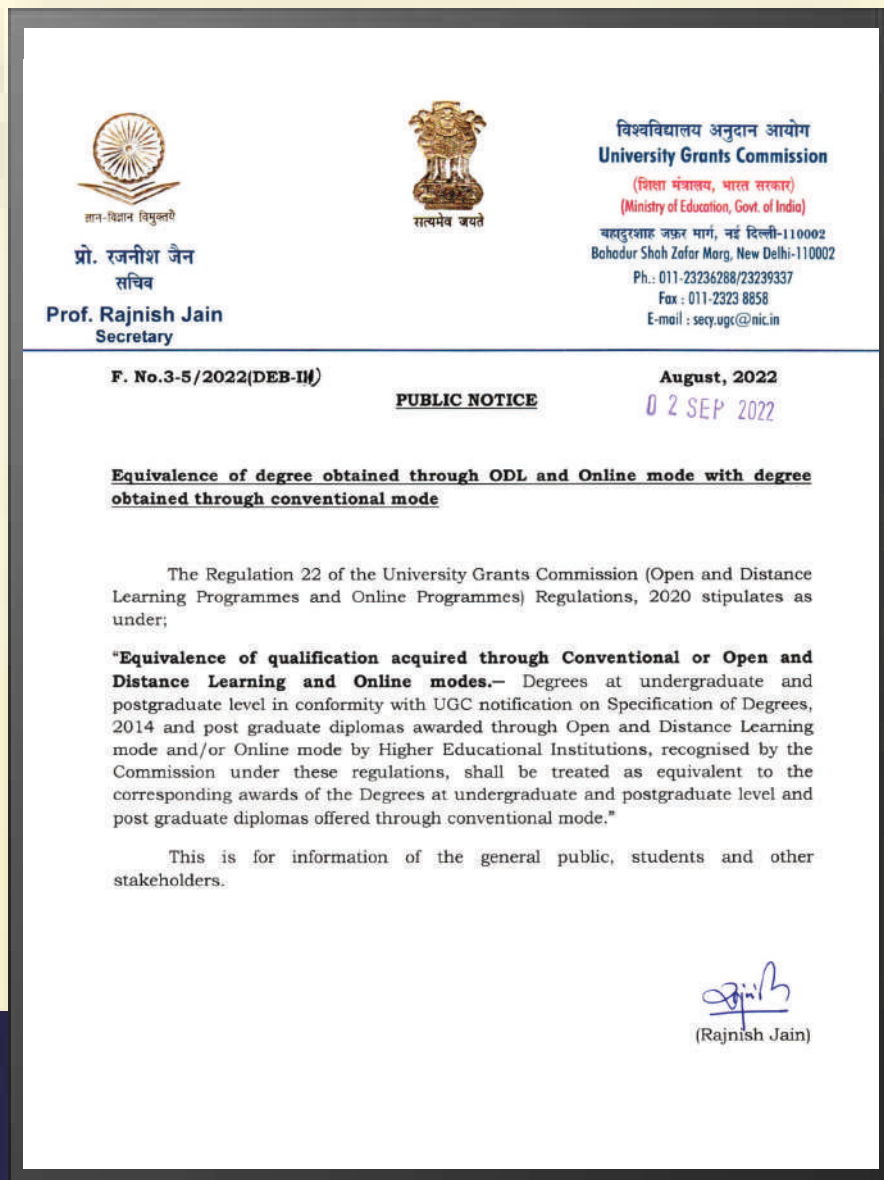 ज्ञान-विज्ञान विमुक्तये
प्रो. रजनीश जैन
सचिव
Prof. Rajnish Jain
Secretary
सत्यमेव जयते
विश्वविद्यालय अनुदान आयोग
University Grants Commission
(शिक्षा मंत्रालय, भारत सरकार)
(Ministry of Education, Govt. of India)
बहादुरशाह ज़फ़र मार्ग, नई दिल्ली-110002
Bahadur Shah Zafar Marg, New Delhi-110002
Ph.: 011-23236288/23239337
Fax : 011-2323 8858
E-mail : secy.ugc@nic.in
F. No.3-5/2022(DEB-III)
August, 2022
PUBLIC NOTICE
02 SEP 2022
Equivalence of degree obtained through ODL and Online mode with degree
obtained through conventional mode
The Regulation 22 of the University Grants Commission (Open and Distance
Learning Programmes and Online Programmes) Regulations, 2020 stipulates as
under;
"Equivalence of qualification acquired through Conventional or Open and
Distance Learning and Online modes.— Degrees at undergraduate and
postgraduate level in conformity with UGC notification on Specification of Degrees,
2014 and post graduate diplomas awarded through Open and Distance Learning
mode and/or Online mode by Higher Educational Institutions, recognised by the
Commission under these regulations, shall be treated as equivalent to the
corresponding awards of the Degrees at undergraduate and postgraduate level and
post graduate diplomas offered through conventional mode."
This is for information of the general public, students and other
stakeholders.
(Rajnish Jain)